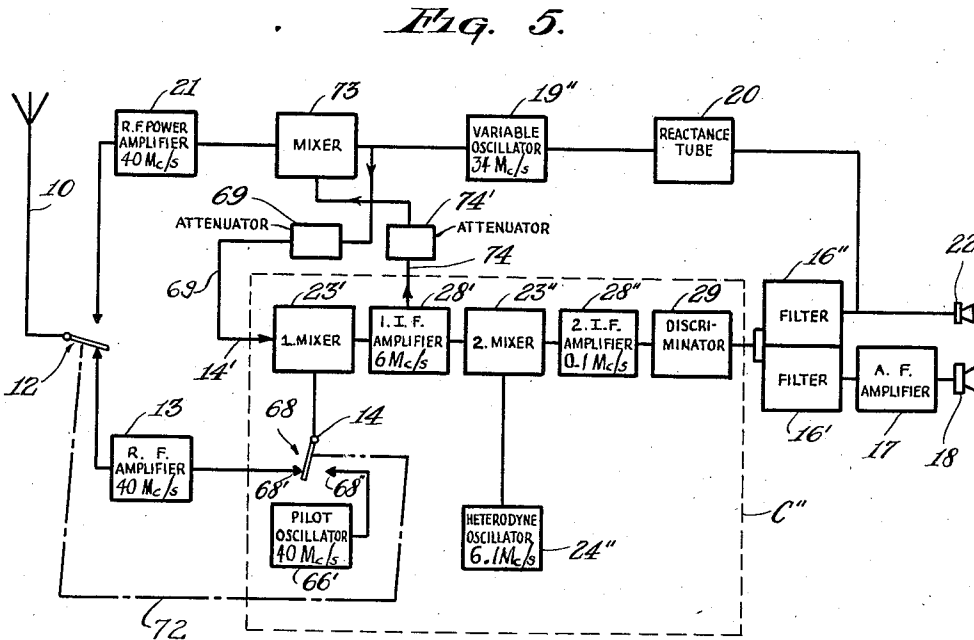 FIG. 5.
21
R.F. POWER
AMPLIFIER
40 Mc/s
73
MIXER
19"
VARIABLE
OSCILLATOR
34 Mc/s
20
REACTANCE
TUBE
10
69
ATTENUATOR
74'
ATTENUATOR
74
69
22
16"
FILTER
23'
1. MIXER
28'
1. I.F.
AMPLIFIER
6 Mc/s
23"
2. MIXER
28"
2. I.F.
AMPLIFIER
0.1 Mc/s
29
DISCRI-
MINATOR
14'
12
FILTER
16'
A. F.
AMPLIFIER
17
18
13
R. F.
AMPLIFIER
40 Mc/s
68
14
68'
68"
PILOT
OSCILLATOR
40 Mc/s
66'
HETERODYNE
OSCILLATOR
6.1 Mc/s
24"
C"
72